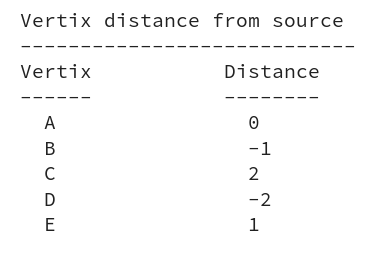 Vertix distance from source
----------------------------
Vertix Distance
------ --------
A 0
B -1
C 2
D -2
E 1